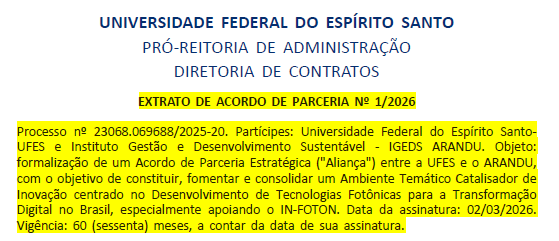 UNIVERSIDADE FEDERAL DO ESPÍRITO SANTO
PRÓ-REITORIA DE ADMINISTRAÇÃO
DIRETORIA DE CONTRATOS
EXTRATO DE ACORDO DE PARCERIA Nº 1/2026
Processo nº 23068.069688/2025-20. Partícipes: Universidade Federal do Espírito Santo-
UFES e Instituto Gestão e Desenvolvimento Sustentável - IGEDS ARANDU. Objeto:
formalização de um Acordo de Parceria Estratégica ("Aliança") entre a UFES e o ARANDU,
com o objetivo de constituir, fomentar e consolidar um Ambiente Temático Catalisador de
Inovação centrado no Desenvolvimento de Tecnologias Fotônicas para a Transformação
Digital no Brasil, especialmente apoiando o IN-FOTON. Data da assinatura: 02/03/2026.
Vigência: 60 (sessenta) meses, a contar da data de sua assinatura.